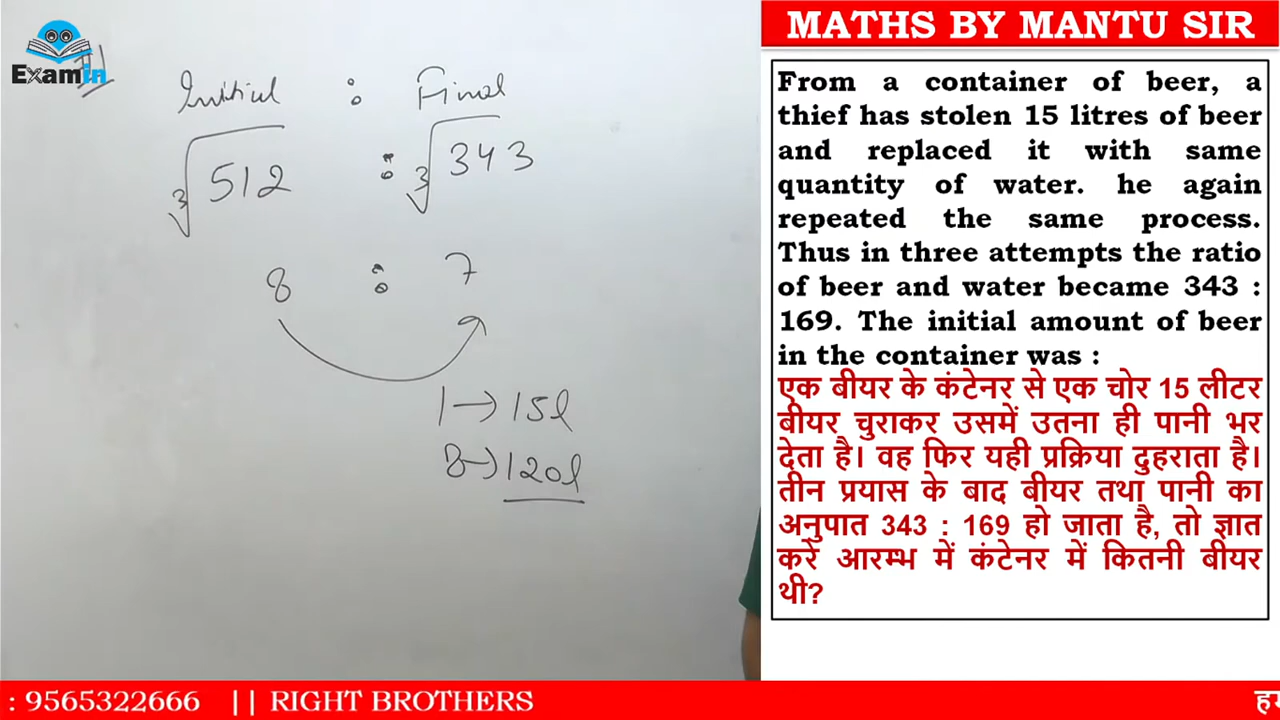 Examin
Initial : Final
∛512 : ∛343
8 : 7
1→15l
8→120l
MATHS BY MANTU SIR
From a container of beer, a
thief has stolen 15 litres of beer
and replaced it with same
quantity of water. he again
repeated the same process.
Thus in three attempts the ratio
of beer and water became 343 :
169. The initial amount of beer
in the container was :
एक बीयर के कंटेनर से एक चोर 15 लीटर
बीयर चुराकर उसमें उतना ही पानी भर
देता है। वह फिर यही प्रक्रिया दुहराता है।
तीन प्रयास के बाद बीयर तथा पानी का
अनुपात 343 : 169 हो जाता है, तो ज्ञात
करें आरम्भ में कंटेनर में कितनी बीयर
थी?
: 9565322666 || RIGHT BROTHERS